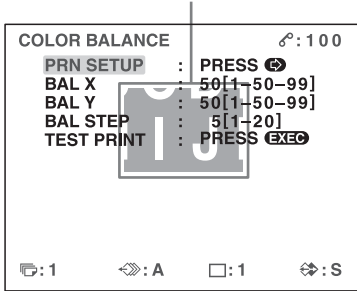 COLOR BALANCE :100
PRN SETUP : PRESS
BAL X : 50[1–50–99]
BAL Y : 50[1–50–99]
BAL STEP : 5[1–20]
TEST PRINT : PRESS EXEC
:1 :A :1 :S